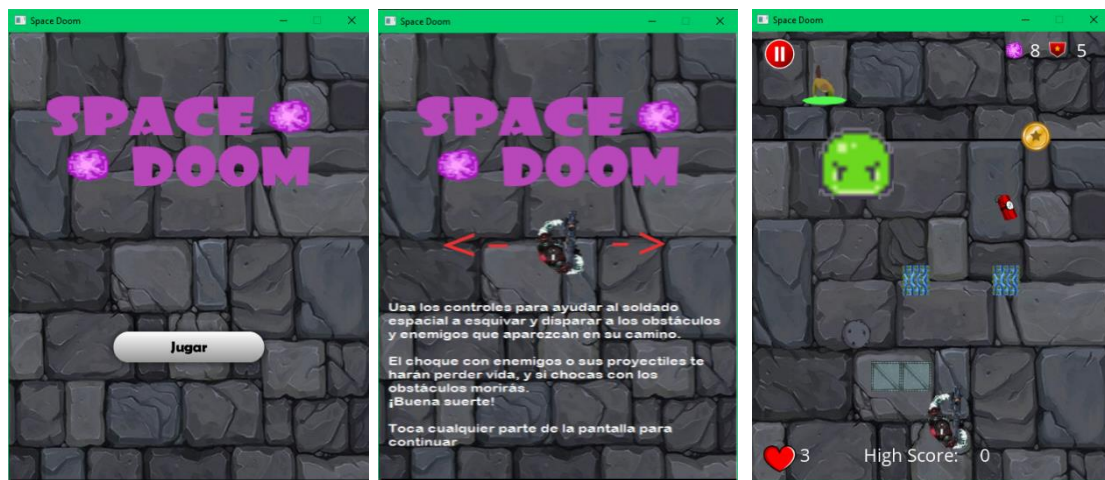 Space Doom
SPACE
DOOM
Jugar
Space Doom
SPACE
DOOM
Usa los controles para ayudar al soldado
espacial a esquivar y disparar a los obstáculos
y enemigos que aparezcan en su camino.
El choque con enemigos o sus proyectiles te
harán perder vida, y si chocas con los
obstáculos morirás.
¡Buena suerte!
Toca cualquier parte de la pantalla para
continuar
Space Doom
8 5
3 High Score: 0